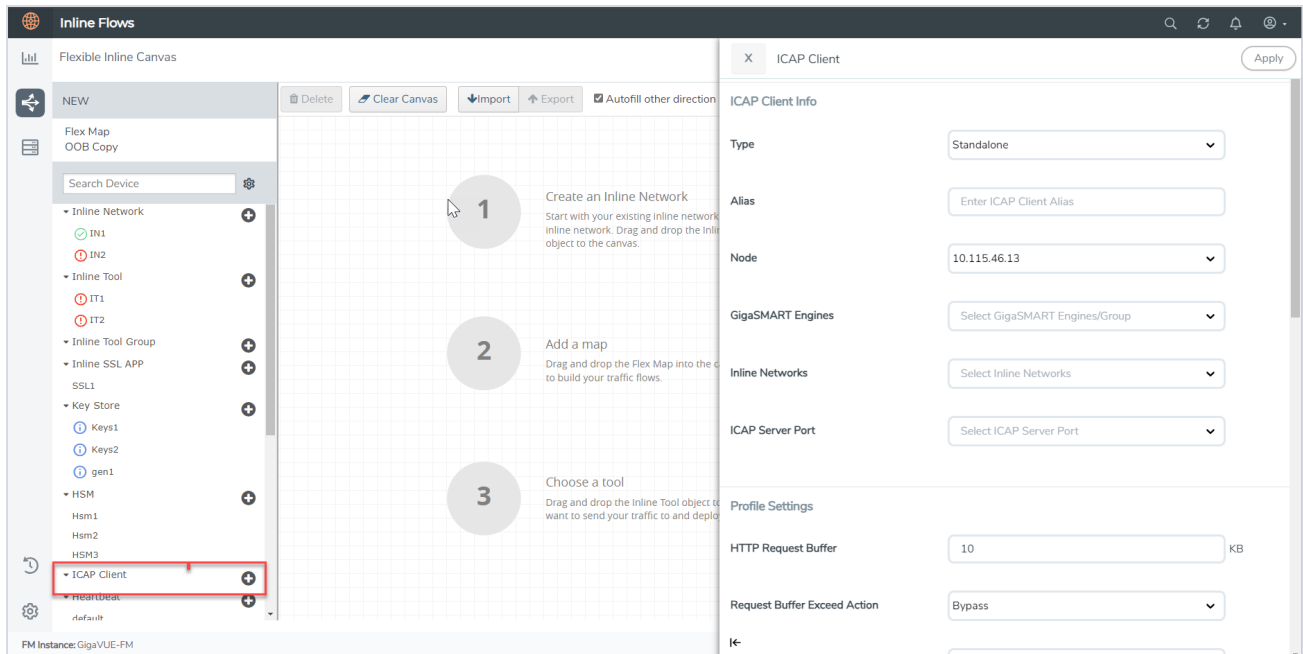 Inline Flows
Flexible Inline Canvas
NEW
Flex Map
OOB Copy
Search Device
Inline Network
IN1
IN2
Inline Tool
IT1
IT2
Inline Tool Group
Inline SSL APP
SSL1
Key Store
Keys1
Keys2
gen1
HSM
Hsm1
Hsm2
HSM3
ICAP Client
Heartbeat
default
Delete
Clear Canvas
Import
Export
Autofill other direction
1
Create an Inline Network
Start with your existing inline network
inline network. Drag and drop the Inli
object to the canvas.
2
Add a map
Drag and drop the Flex Map into the c
to build your traffic flows.
3
Choose a tool
Drag and drop the Inline Tool object to
want to send your traffic to and deplo
X
ICAP Client
Apply
ICAP Client Info
Type
Standalone
Alias
Enter ICAP Client Alias
Node
10.115.46.13
GigaSMART Engines
Select GigaSMART Engines/Group
Inline Networks
Select Inline Networks
ICAP Server Port
Select ICAP Server Port
Profile Settings
HTTP Request Buffer
10
KB
Request Buffer Exceed Action
Bypass
FM Instance: GigaVUE-FM